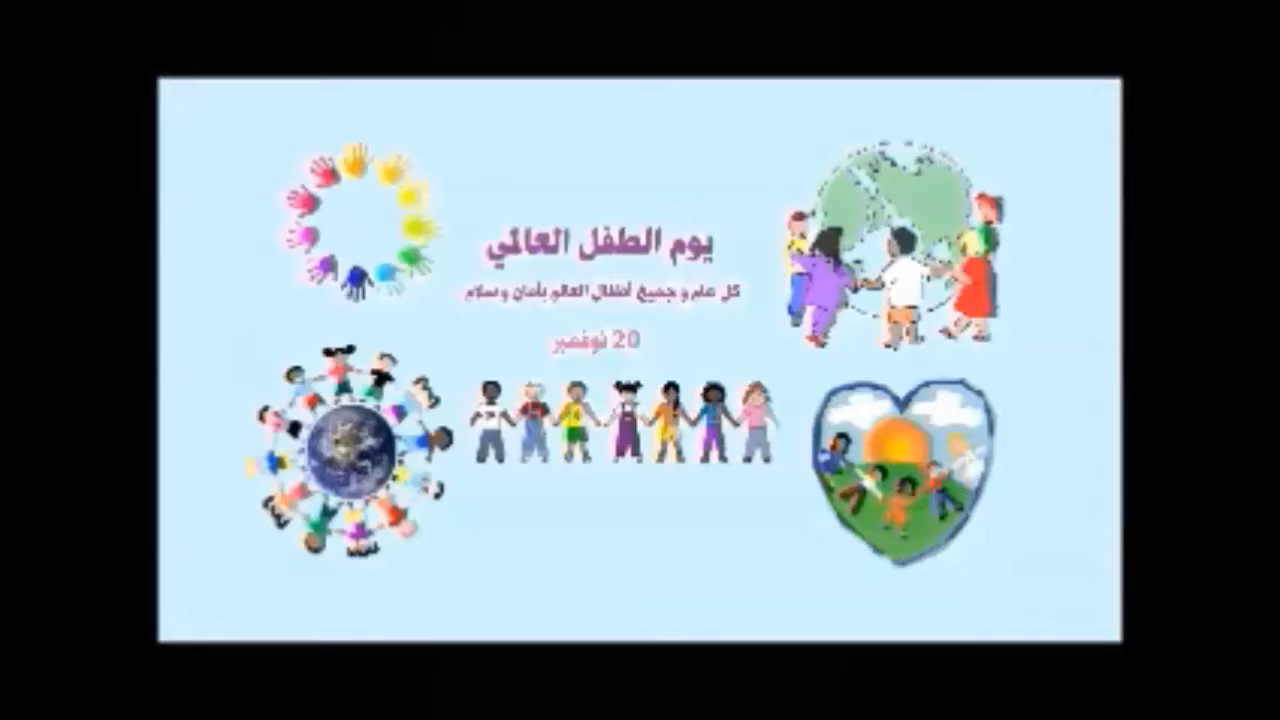 يوم الطفل العالمي
كل عام و جميع أطفال العالم بأمان و سلام
20 نوفمبر